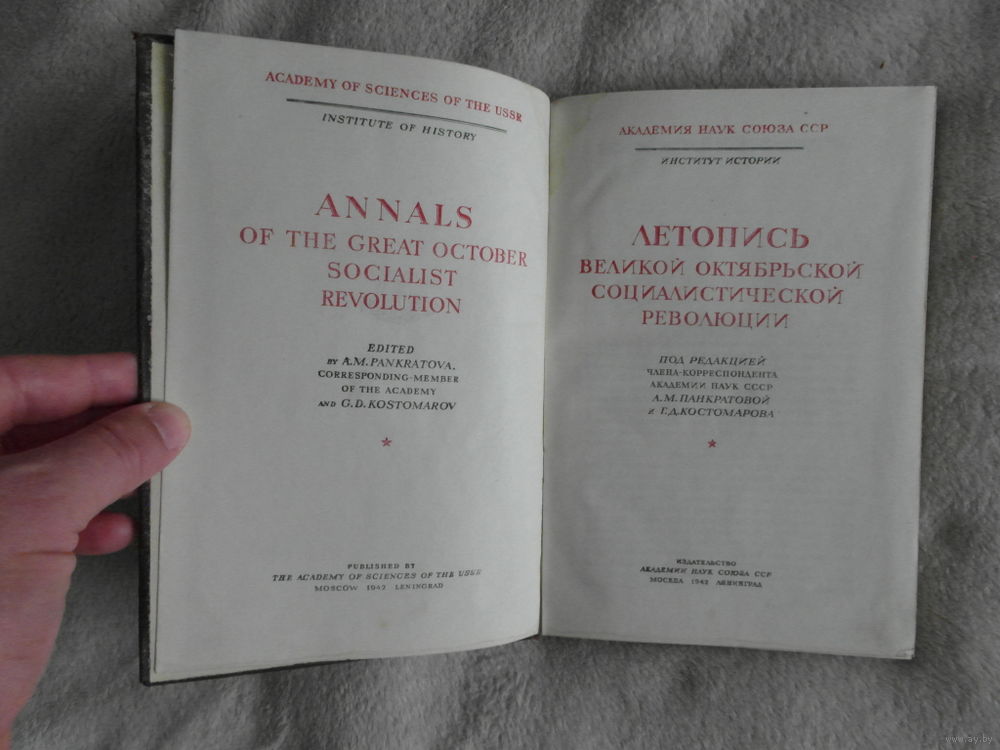 ACADEMY OF SCIENCES OF THE USSR
INSTITUTE OF HISTORY
ANNALS
OF THE GREAT OCTOBER
SOCIALIST
REVOLUTION
EDITED
BY A.M. PANKRATOVA,
CORRESPONDING-MEMBER
OF THE ACADEMY
AND G.D. KOSTOMAROV
PUBLISHED BY
THE ACADEMY OF SCIENCES OF THE USSR
MOSCOW 1942 LENINGRAD
АКАДЕМИЯ НАУК СОЮЗА ССР
ИНСТИТУТ ИСТОРИИ
ЛЕТОПИСЬ
ВЕЛИКОЙ ОКТЯБРЬСКОЙ
СОЦИАЛИСТИЧЕСКОЙ
РЕВОЛЮЦИИ
ПОД РЕДАКЦИЕЙ
ЧЛЕНА-КОРРЕСПОНДЕНТА
АКАДЕМИИ НАУК СССР
А.М. ПАНКРАТОВОЙ
И Г.Д. КОСТОМАРОВА
ИЗДАТЕЛЬСТВО
АКАДЕМИИ НАУК СОЮЗА ССР
МОСКВА 1942 ЛЕНИНГРАД
www.ay.by